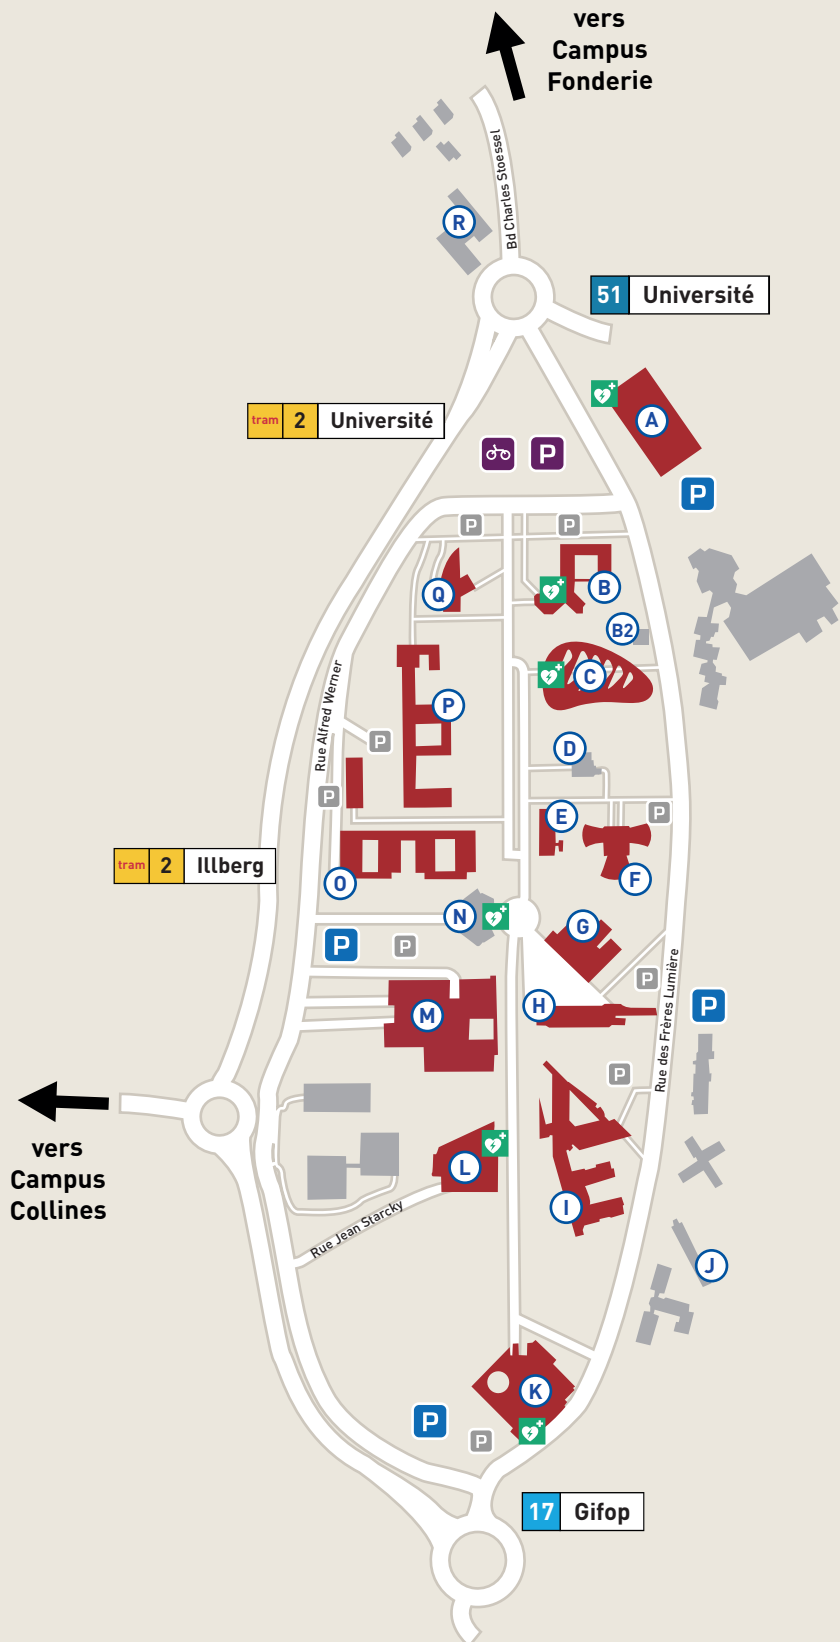 vers
Campus
Fonderie
Bd Charles Stoessel
R
51 Université
A
tram 2 Université
P
P
P
P
Q
B
B2
C
P
Rue Alfred Werner
P
D
P
E
P
F
tram 2 Illberg
O
N
G
P
P
P
H
P
M
Rue des Frères Lumière
P
vers
Campus
Collines
L
I
Rue Jean Starcky
J
K
P
P
17 Gifop